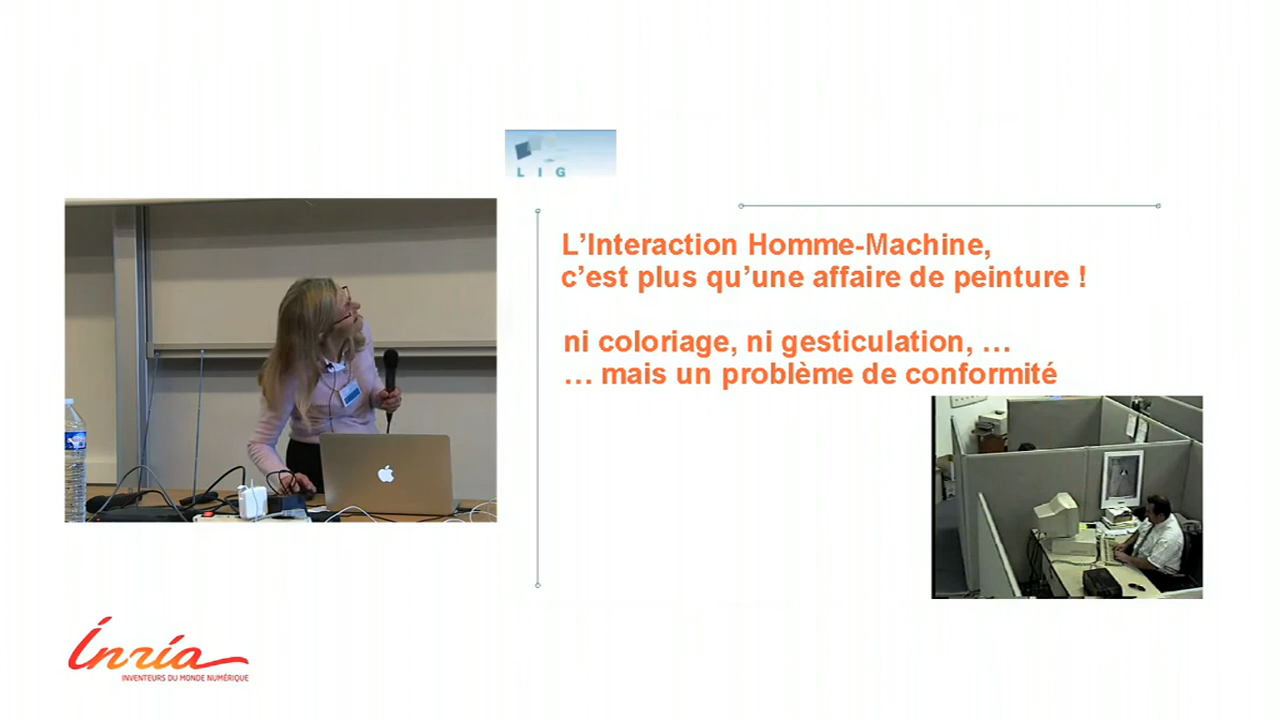 LIG
L’Interaction Homme-Machine,
c’est plus qu’une affaire de peinture !
ni coloriage, ni gesticulation, …
… mais un problème de conformité
Inria
INVENTEURS DU MONDE NUMÉRIQUE